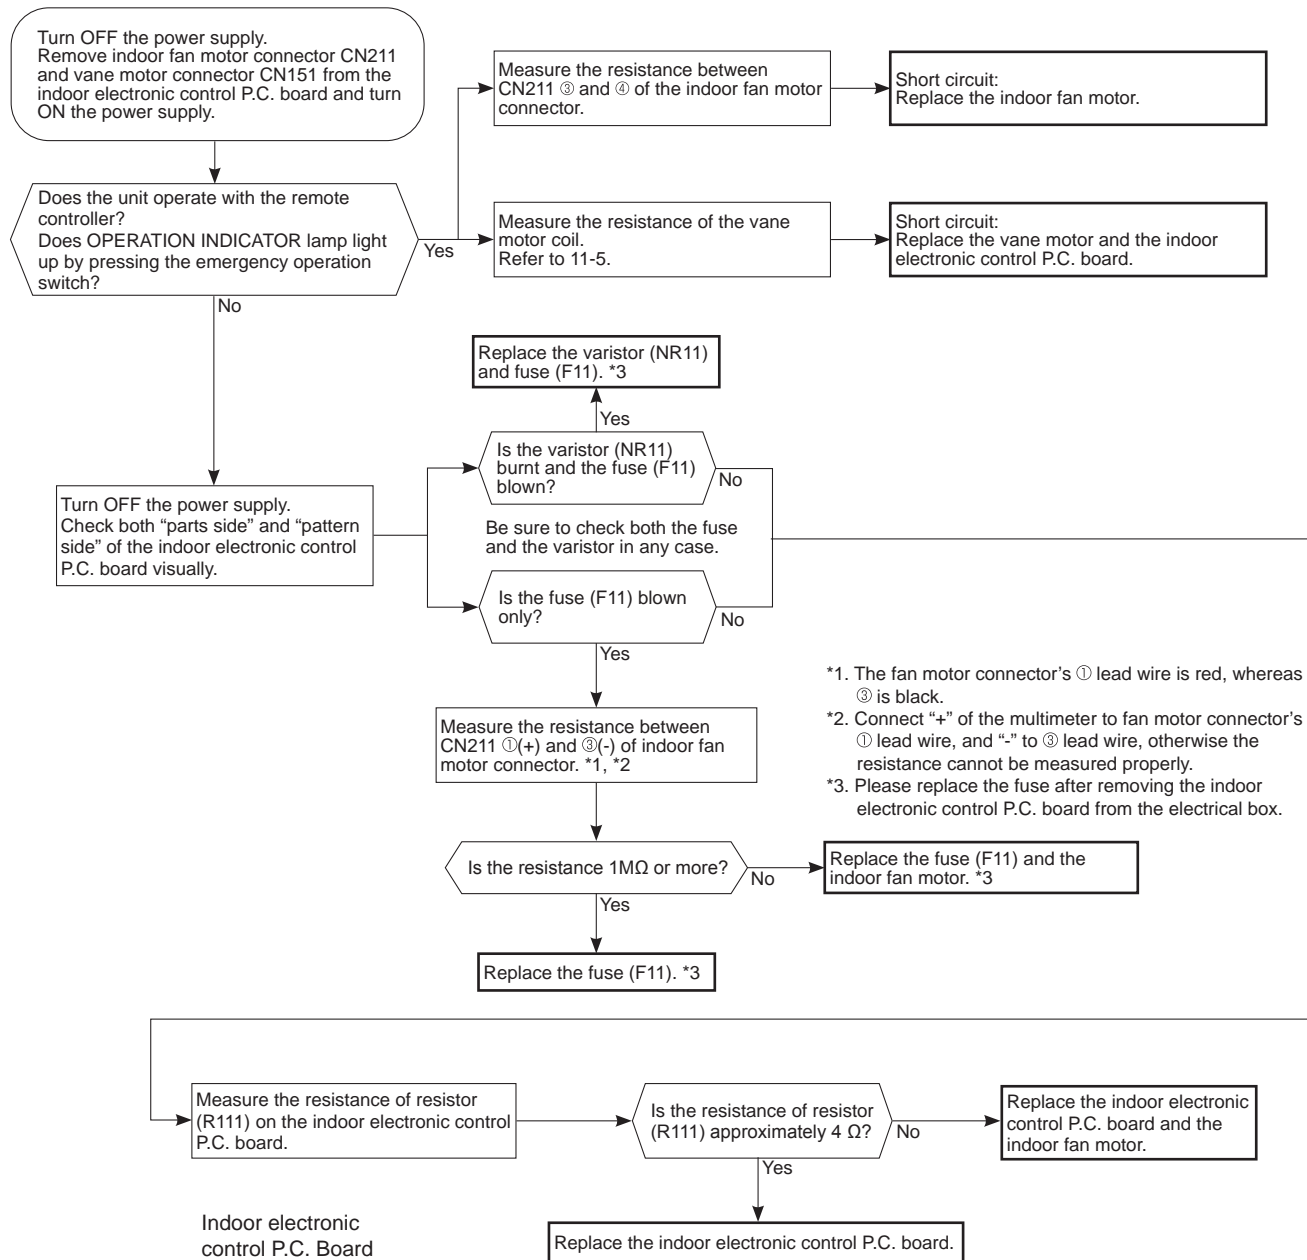 Turn OFF the power supply.
Remove indoor fan motor connector CN211
and vane motor connector CN151 from the
indoor electronic control P.C. board and turn
ON the power supply.
Measure the resistance between
CN211 ③ and ④ of the indoor fan motor
connector.
Short circuit:
Replace the indoor fan motor.
Does the unit operate with the remote
controller?
Does OPERATION INDICATOR lamp light
up by pressing the emergency operation
switch?
Yes
Measure the resistance of the vane
motor coil.
Refer to 11-5.
Short circuit:
Replace the vane motor and the indoor
electronic control P.C. board.
No
Replace the varistor (NR11)
and fuse (F11). *3
Yes
Is the varistor (NR11)
burnt and the fuse (F11)
blown?
No
Turn OFF the power supply.
Check both “parts side” and “pattern
side” of the indoor electronic control
P.C. board visually.
Be sure to check both the fuse
and the varistor in any case.
Is the fuse (F11) blown
only?
No
Yes
*1. The fan motor connector’s ① lead wire is red, whereas
③ is black.
*2. Connect “+” of the multimeter to fan motor connector’s
① lead wire, and “-” to ③ lead wire, otherwise the
resistance cannot be measured properly.
*3. Please replace the fuse after removing the indoor
electronic control P.C. board from the electrical box.
Measure the resistance between
CN211 ①(+) and ③(-) of indoor fan
motor connector. *1, *2
Is the resistance 1MΩ or more?
No
Replace the fuse (F11) and the
indoor fan motor. *3
Yes
Replace the fuse (F11). *3
Measure the resistance of resistor
(R111) on the indoor electronic control
P.C. board.
Is the resistance of resistor
(R111) approximately 4 Ω?
No
Replace the indoor electronic
control P.C. board and the
indoor fan motor.
Yes
Replace the indoor electronic control P.C. board.
Indoor electronic
control P.C. Board